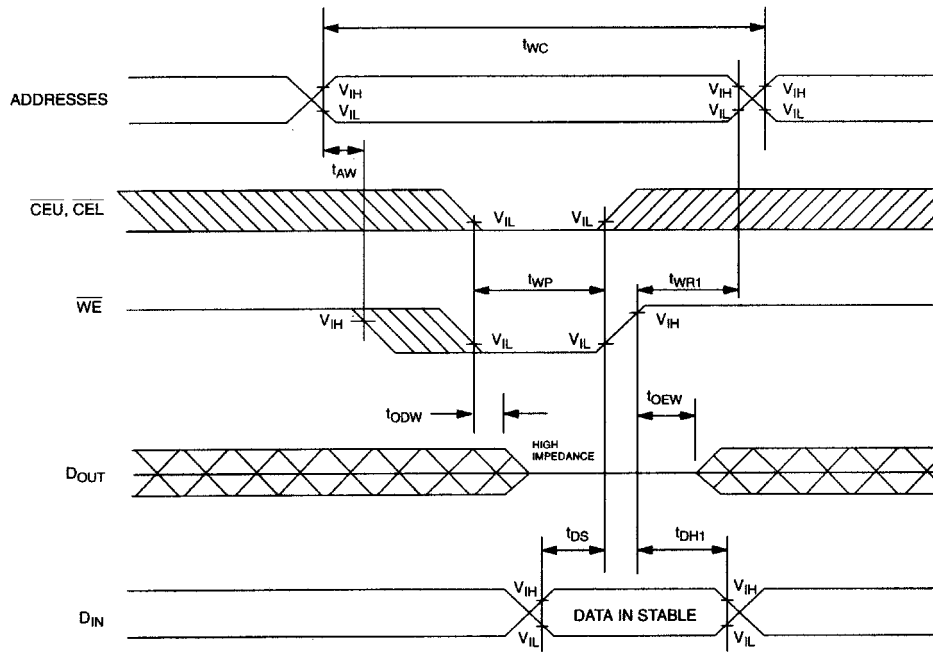 tWC
ADDRESSES
VIH
VIL
VIH
VIL
VIH
VIL
tAW
CEU, CEL
VIL
VIL
tWP
tWR1
WE
VIH
VIL
VIL
VIH
tODW
tOEW
DOUT
HIGH
IMPEDANCE
tDS
tDH1
DIN
VIH
VIL
DATA IN STABLE
VIH
VIL